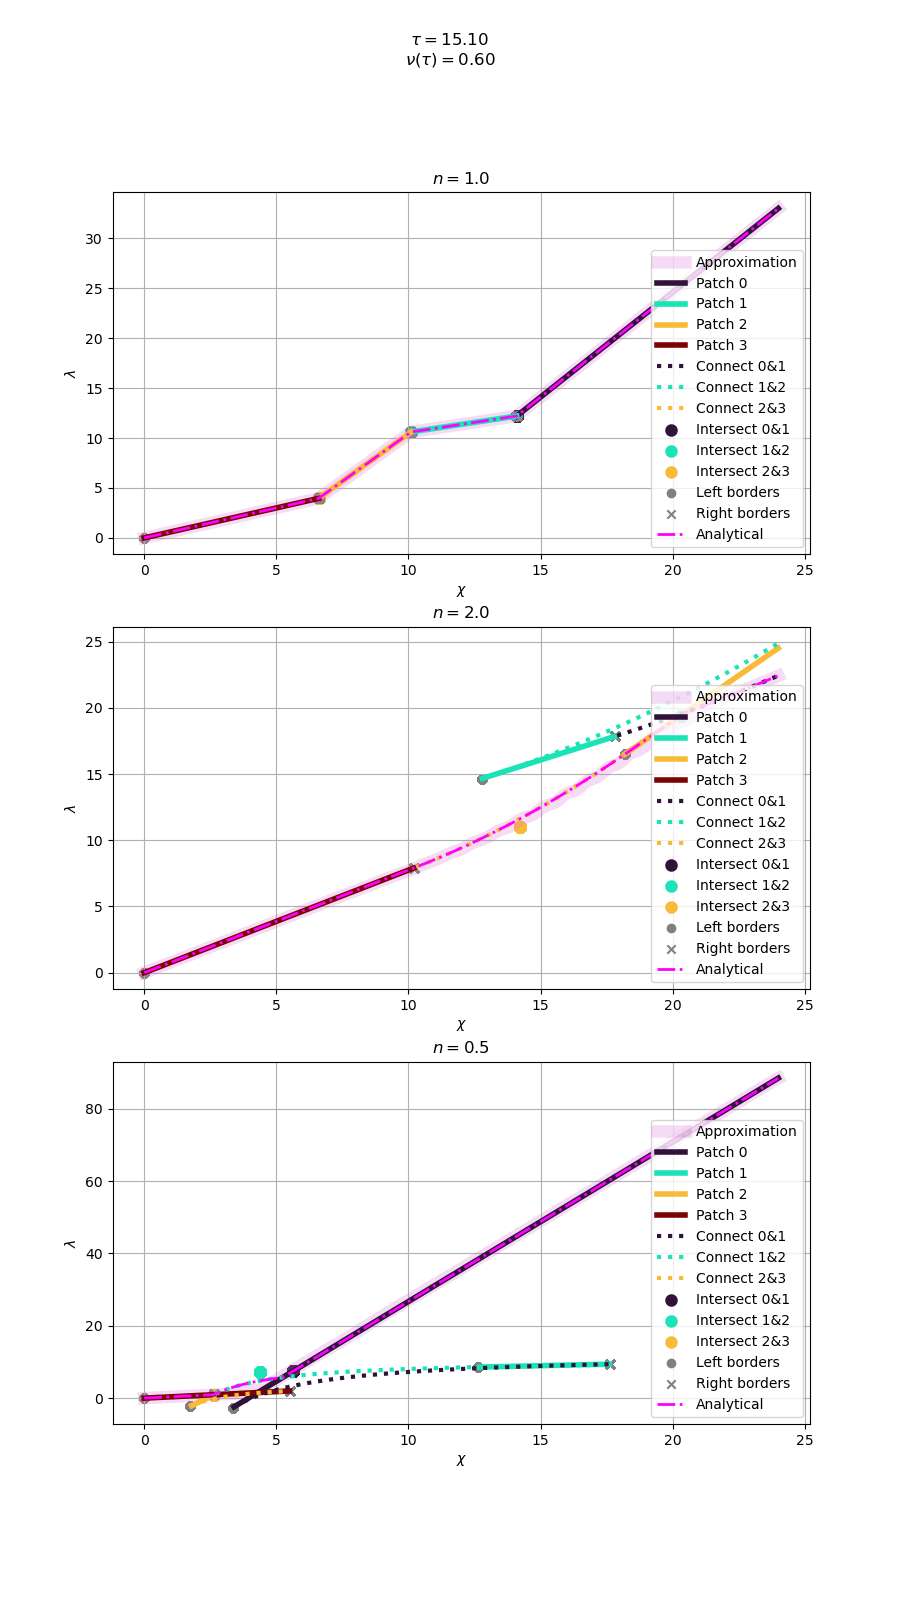 τ = 15.10
ν(τ) = 0.60
n = 1.0
λ
30
25
20
15
10
5
0
0 5 10 15 20 25
χ
Approximation
Patch 0
Patch 1
Patch 2
Patch 3
Connect 0&1
Connect 1&2
Connect 2&3
Intersect 0&1
Intersect 1&2
Intersect 2&3
Left borders
Right borders
Analytical
n = 2.0
λ
25
20
15
10
5
0
0 5 10 15 20 25
χ
Approximation
Patch 0
Patch 1
Patch 2
Patch 3
Connect 0&1
Connect 1&2
Connect 2&3
Intersect 0&1
Intersect 1&2
Intersect 2&3
Left borders
Right borders
Analytical
n = 0.5
λ
80
60
40
20
0
0 5 10 15 20 25
χ
Approximation
Patch 0
Patch 1
Patch 2
Patch 3
Connect 0&1
Connect 1&2
Connect 2&3
Intersect 0&1
Intersect 1&2
Intersect 2&3
Left borders
Right borders
Analytical